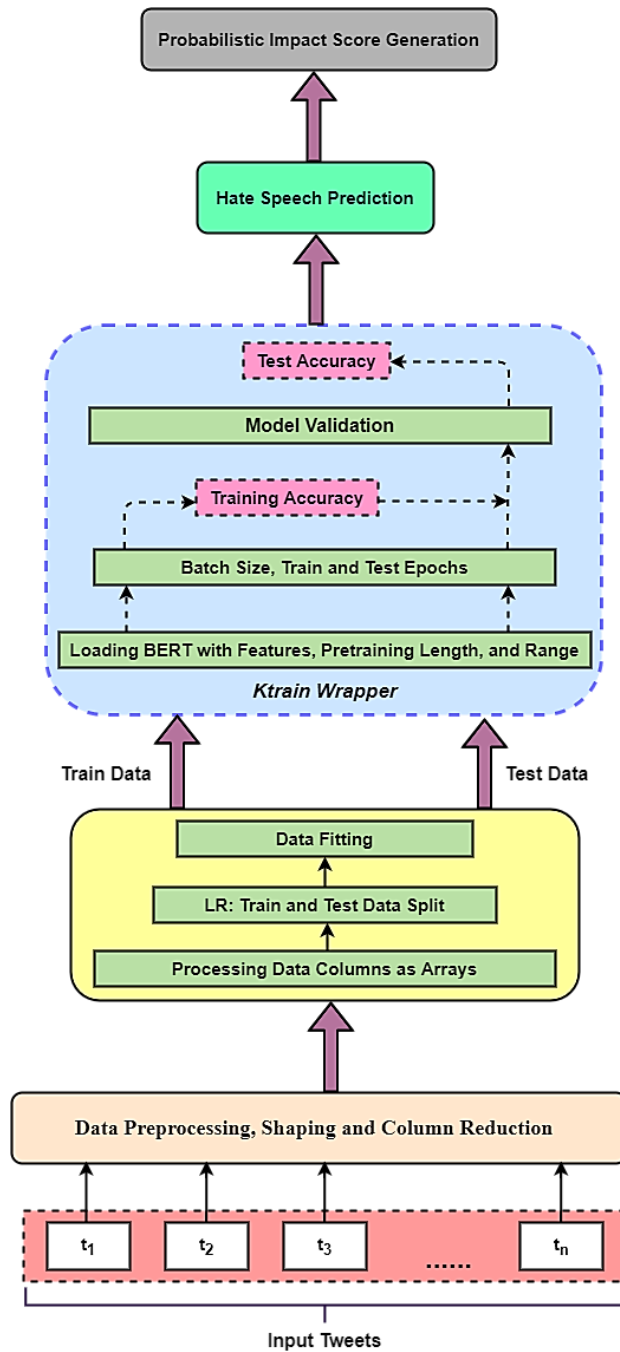 Probabilistic Impact Score Generation
Hate Speech Prediction
Test Accuracy
Model Validation
Training Accuracy
Batch Size, Train and Test Epochs
Loading BERT with Features, Pretraining Length, and Range
Ktrain Wrapper
Train Data
Test Data
Data Fitting
LR: Train and Test Data Split
Processing Data Columns as Arrays
Data Preprocessing, Shaping and Column Reduction
t₁ t₂ t₃ ...... tₙ
Input Tweets